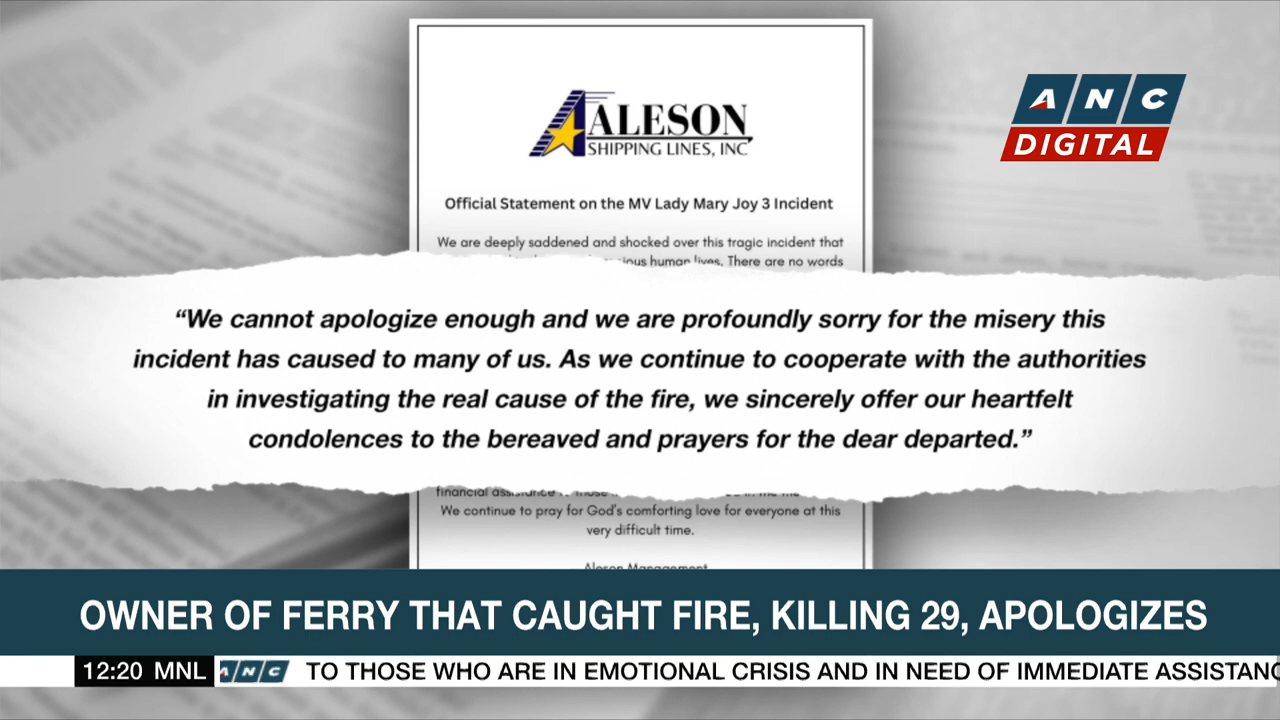 ALESON
SHIPPING LINES, INC
ANC
DIGITAL
Official Statement on the MV Lady Mary Joy 3 Incident
We are deeply saddened and shocked over this tragic incident that
human lives. There are no words
“We cannot apologize enough and we are profoundly sorry for the misery this
incident has caused to many of us. As we continue to cooperate with the authorities
in investigating the real cause of the fire, we sincerely offer our heartfelt
condolences to the bereaved and prayers for the dear departed.”
financial
We continue to pray for God's comforting love for everyone at this
very difficult time.
Aleson Management
OWNER OF FERRY THAT CAUGHT FIRE, KILLING 29, APOLOGIZES
12:20 MNL ANC TO THOSE WHO ARE IN EMOTIONAL CRISIS AND IN NEED OF IMMEDIATE ASSISTANC